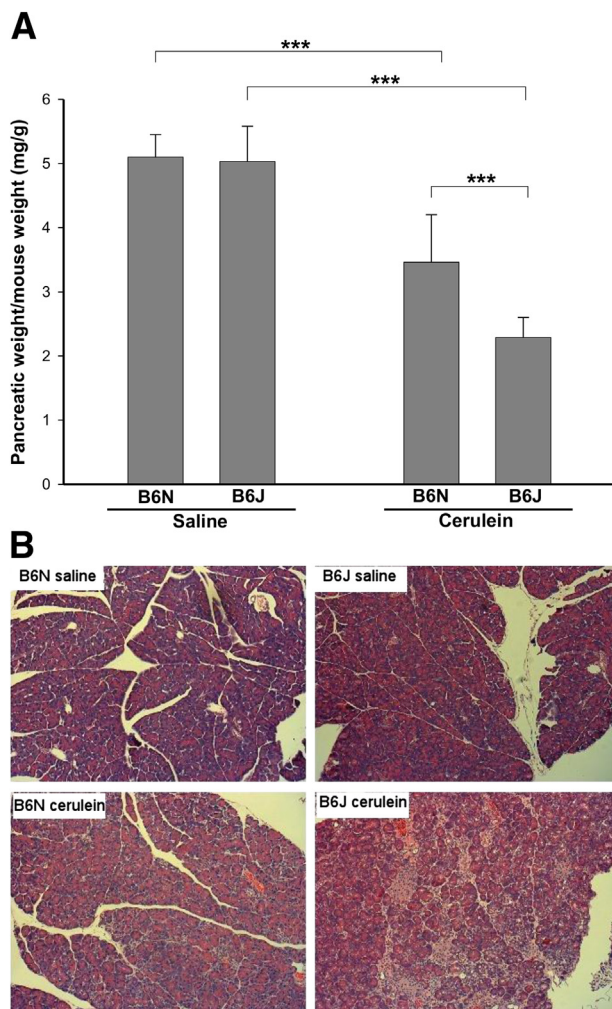 A
***
***
***
Pancreatic weight/mouse weight (mg/g)
6
5
4
3
2
1
0
B6N B6J B6N B6J
Saline Cerulein
B
B6N saline B6J saline
B6N cerulein B6J cerulein